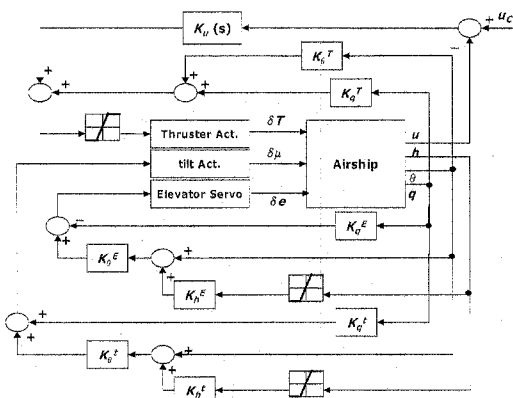 K_u (s)
+ u_c
−
K_θ^T
+
+
+
+
K_q^T
Thruster Act.
δT
tilt Act.
δμ
Elevator Servo
δe
Airship
u
h
θ
q
−
+
K_q^E
K_θ^E
+
+
K_h^E
+
+
K_q^t
K_θ^t
+
+
K_h^t